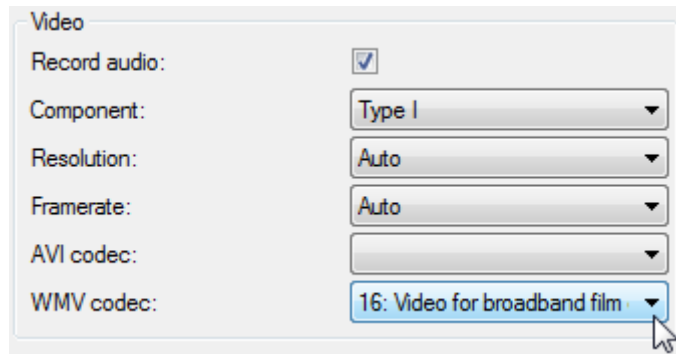 Video
Record audio:
Component: Type I
Resolution: Auto
Framerate: Auto
AVI codec:
WMV codec: 16: Video for broadband film